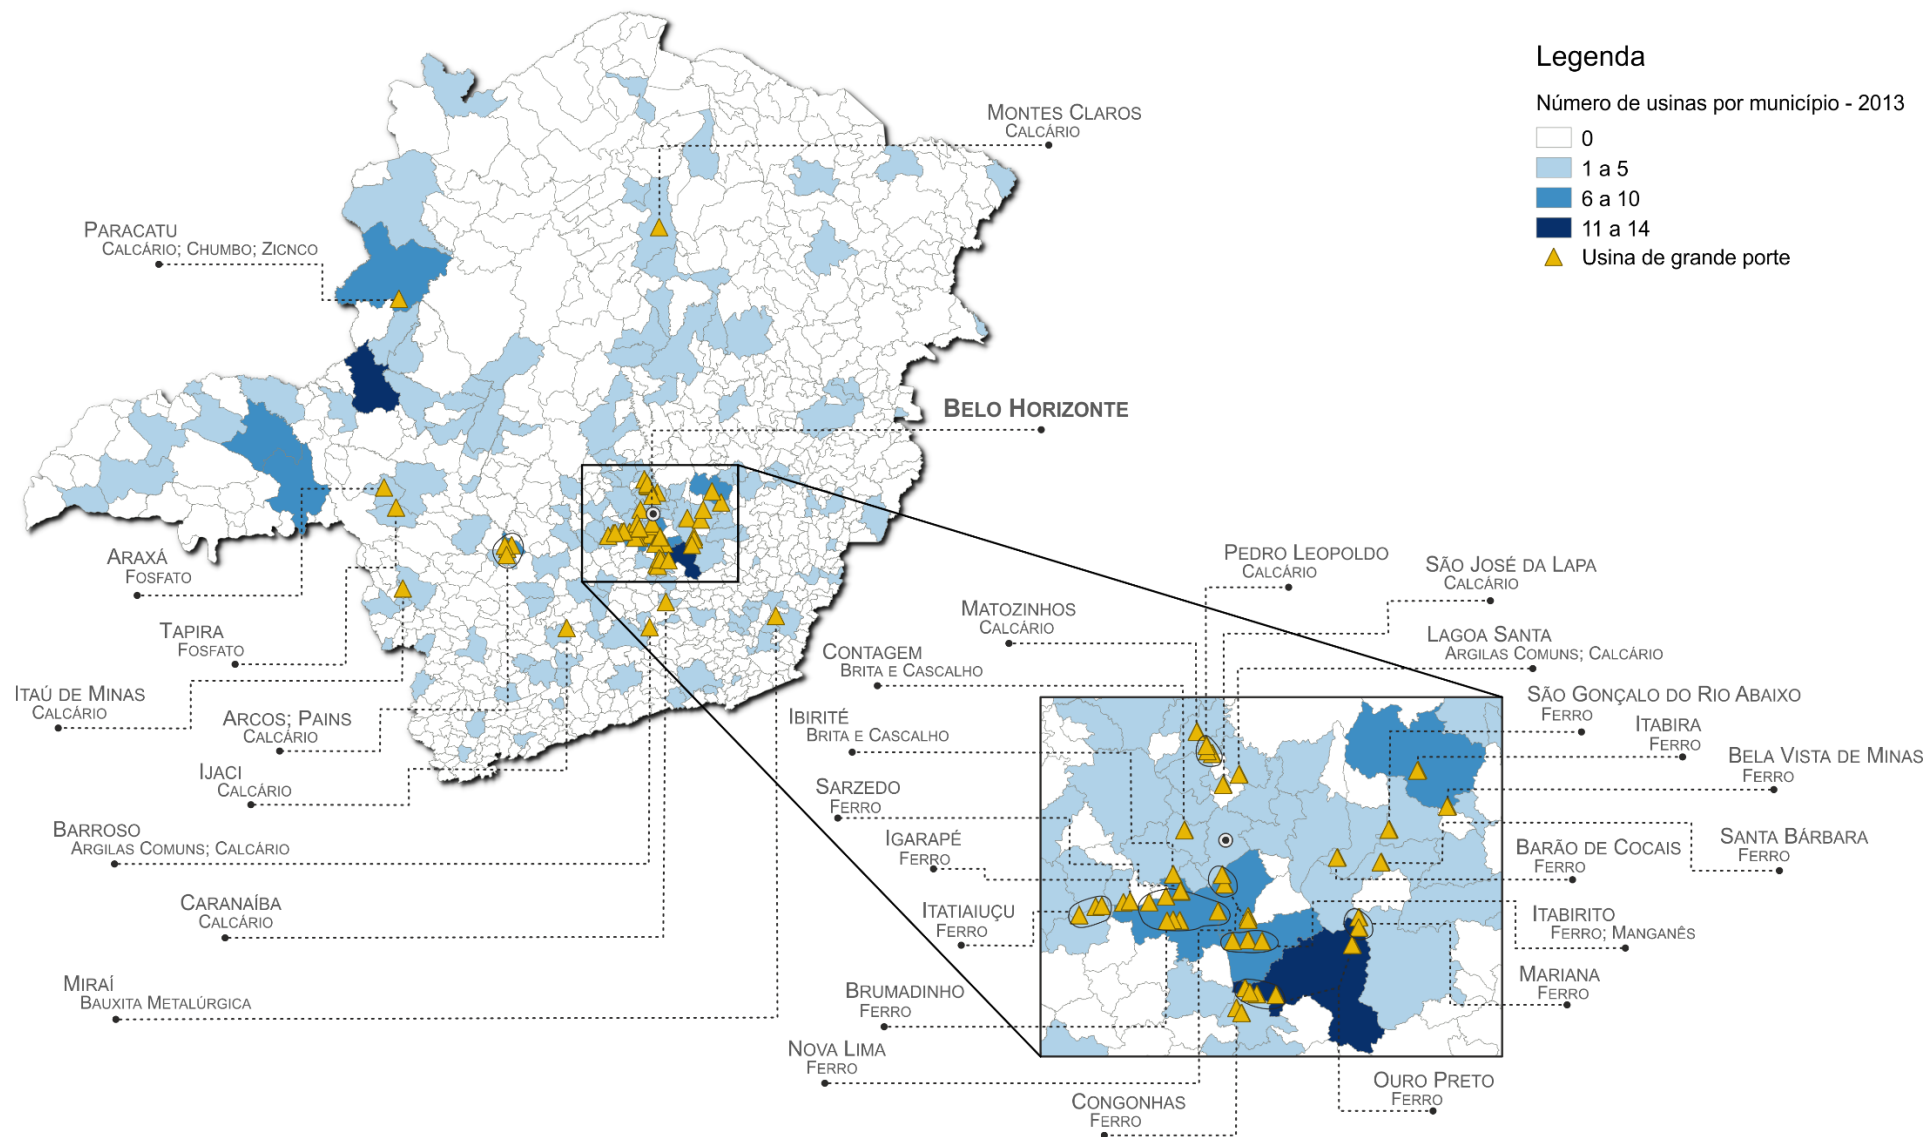 Legenda
Número de usinas por município - 2013
0
1 a 5
6 a 10
11 a 14
Usina de grande porte
MONTES CLAROS
CALCÁRIO
PARACATU
CALCÁRIO; CHUMBO; ZICNCO
BELO HORIZONTE
ARAXÁ
FOSFATO
TAPIRA
FOSFATO
ITAÚ DE MINAS
CALCÁRIO
ARCOS; PAINS
CALCÁRIO
IJACI
CALCÁRIO
BARROSO
ARGILAS COMUNS; CALCÁRIO
CARANAÍBA
CALCÁRIO
MIRAÍ
BAUXITA METALÚRGICA
PEDRO LEOPOLDO
CALCÁRIO
SÃO JOSÉ DA LAPA
CALCÁRIO
MATOZINHOS
CALCÁRIO
LAGOA SANTA
ARGILAS COMUNS; CALCÁRIO
CONTAGEM
BRITA E CASCALHO
SÃO GONÇALO DO RIO ABAIXO
FERRO
IBIRITÉ
BRITA E CASCALHO
ITABIRA
FERRO
BELA VISTA DE MINAS
FERRO
SARZEDO
FERRO
IGARAPÉ
FERRO
BARÃO DE COCAIS
FERRO
SANTA BÁRBARA
FERRO
ITATIAIUÇU
FERRO
ITABIRITO
FERRO; MANGANÊS
MARIANA
FERRO
BRUMADINHO
FERRO
NOVA LIMA
FERRO
OURO PRETO
FERRO
CONGONHAS
FERRO